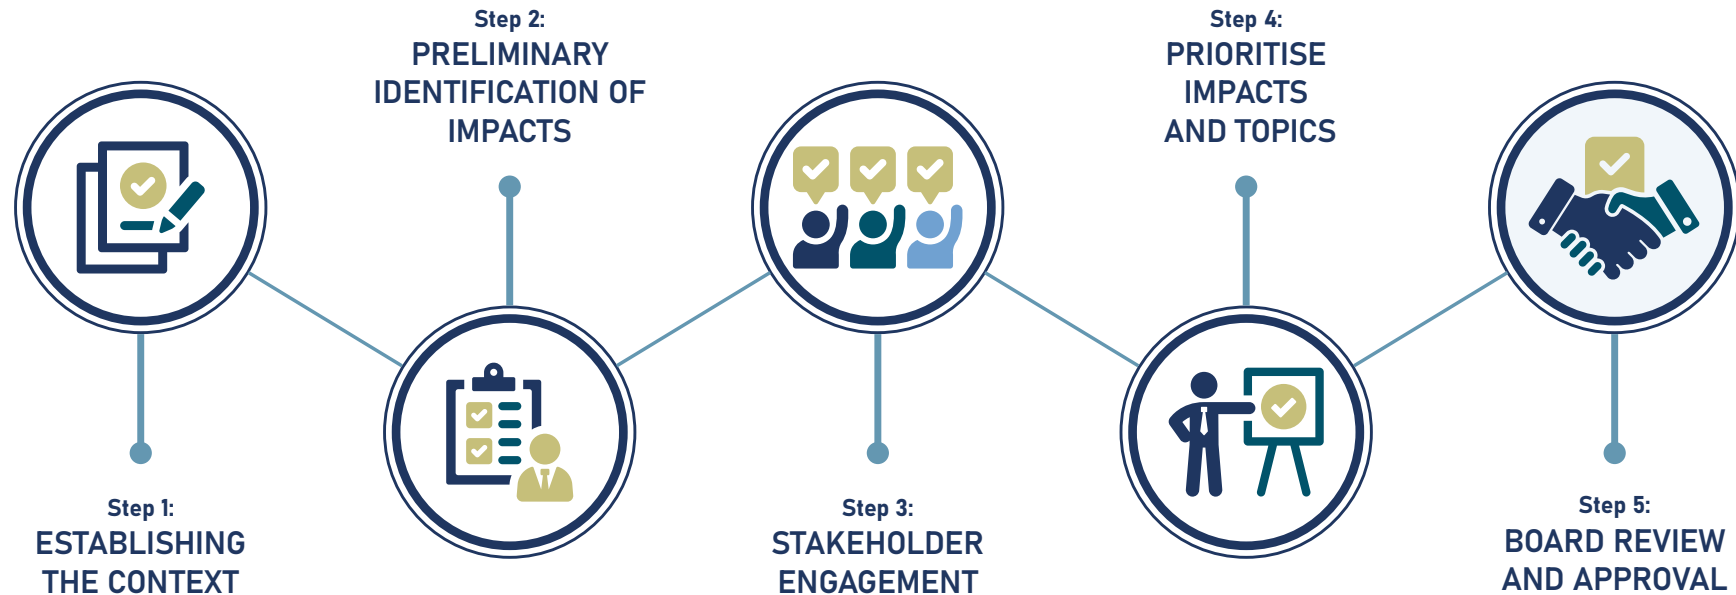 Step 1:
ESTABLISHING
THE CONTEXT
Step 2:
PRELIMINARY
IDENTIFICATION OF
IMPACTS
Step 3:
STAKEHOLDER
ENGAGEMENT
Step 4:
PRIORITISE
IMPACTS
AND TOPICS
Step 5:
BOARD REVIEW
AND APPROVAL